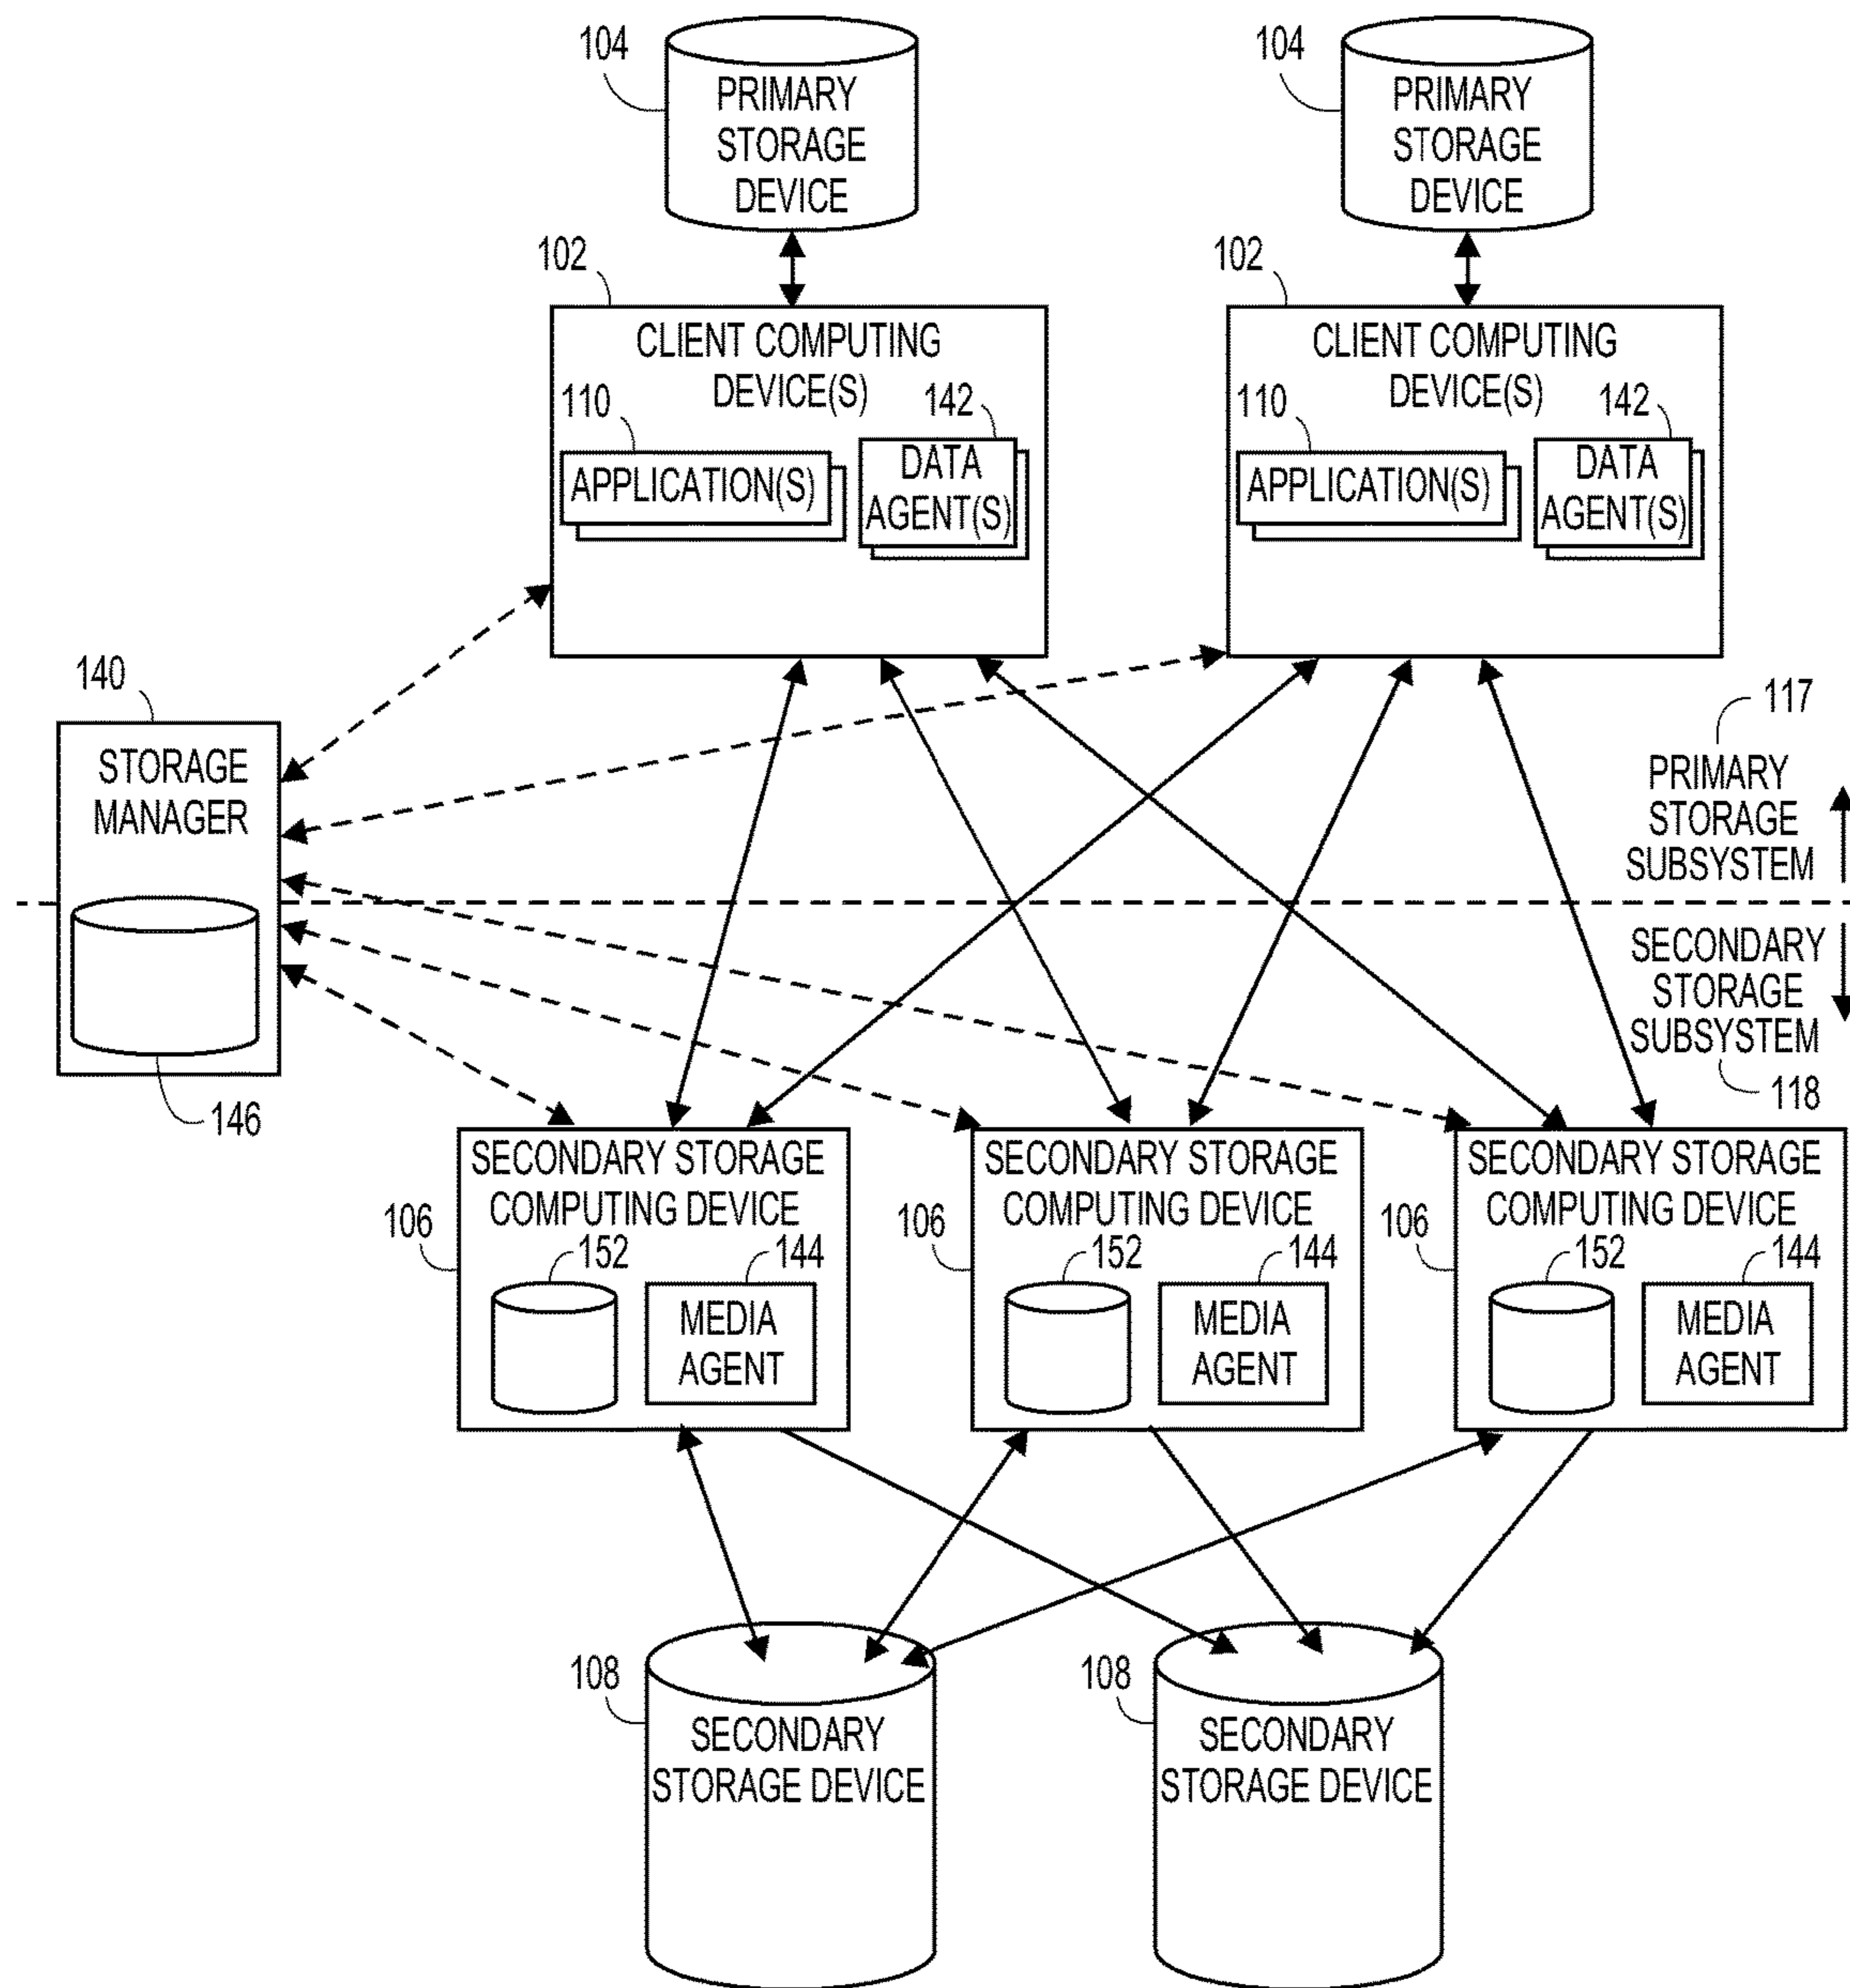 104
PRIMARY
STORAGE
DEVICE
104
PRIMARY
STORAGE
DEVICE
102
CLIENT COMPUTING
DEVICE(S)
110
142
APPLICATION(S)
DATA
AGENT(S)
102
CLIENT COMPUTING
DEVICE(S)
110
142
APPLICATION(S)
DATA
AGENT(S)
140
STORAGE
MANAGER
146
117
PRIMARY
STORAGE
SUBSYSTEM
SECONDARY
STORAGE
SUBSYSTEM
118
106
SECONDARY STORAGE
COMPUTING DEVICE
152
144
MEDIA
AGENT
106
SECONDARY STORAGE
COMPUTING DEVICE
152
144
MEDIA
AGENT
106
SECONDARY STORAGE
COMPUTING DEVICE
152
144
MEDIA
AGENT
108
SECONDARY
STORAGE DEVICE
108
SECONDARY
STORAGE DEVICE